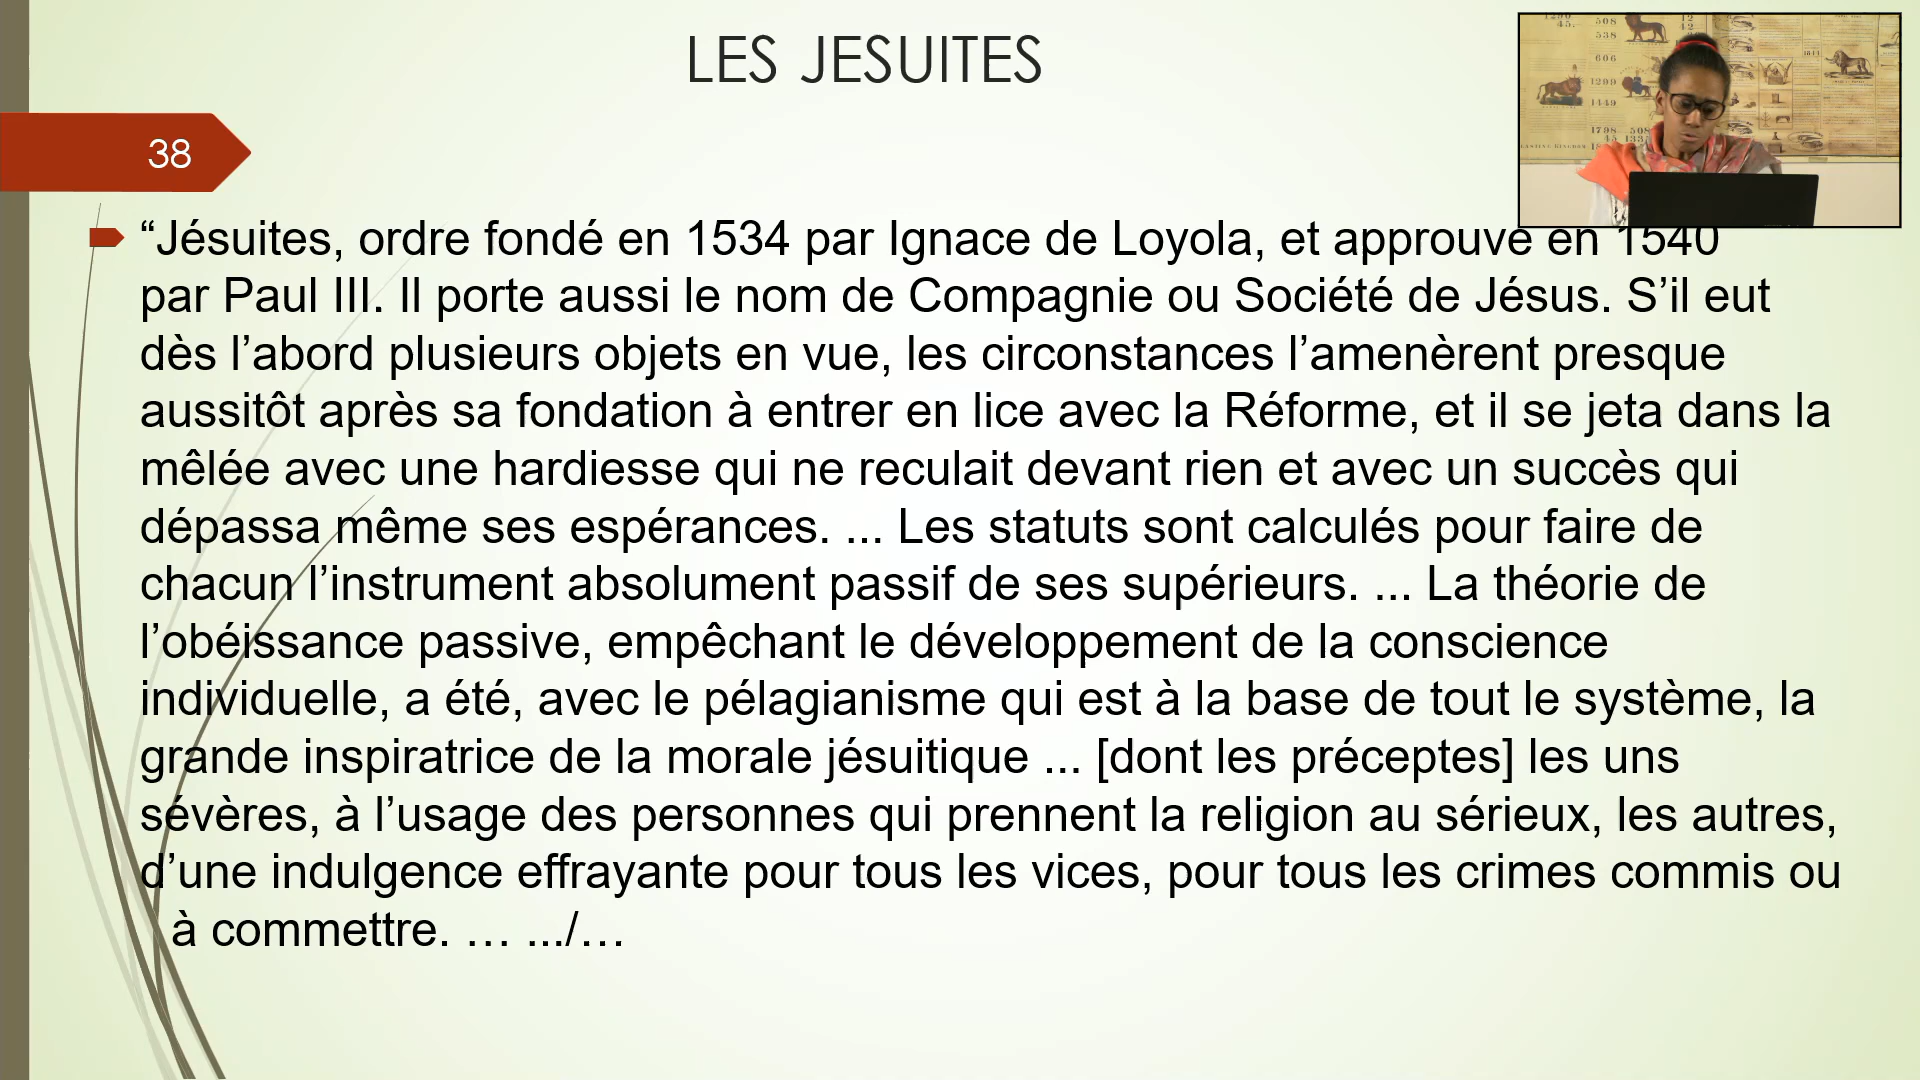 LES JESUITES
38
“Jésuites, ordre fondé en 1534 par Ignace de Loyola, et approuvé en 1540
par Paul III. Il porte aussi le nom de Compagnie ou Société de Jésus. S’il eut
dès l’abord plusieurs objets en vue, les circonstances l’amenèrent presque
aussitôt après sa fondation à entrer en lice avec la Réforme, et il se jeta dans la
mêlée avec une hardiesse qui ne reculait devant rien et avec un succès qui
dépassa même ses espérances. ... Les statuts sont calculés pour faire de
chacun l’instrument absolument passif de ses supérieurs. ... La théorie de
l’obéissance passive, empêchant le développement de la conscience
individuelle, a été, avec le pélagianisme qui est à la base de tout le système, la
grande inspiratrice de la morale jésuitique ... [dont les préceptes] les uns
sévères, à l’usage des personnes qui prennent la religion au sérieux, les autres,
d’une indulgence effrayante pour tous les vices, pour tous les crimes commis ou
à commettre. … .../…
508
538
606
1209
1449
1798 508